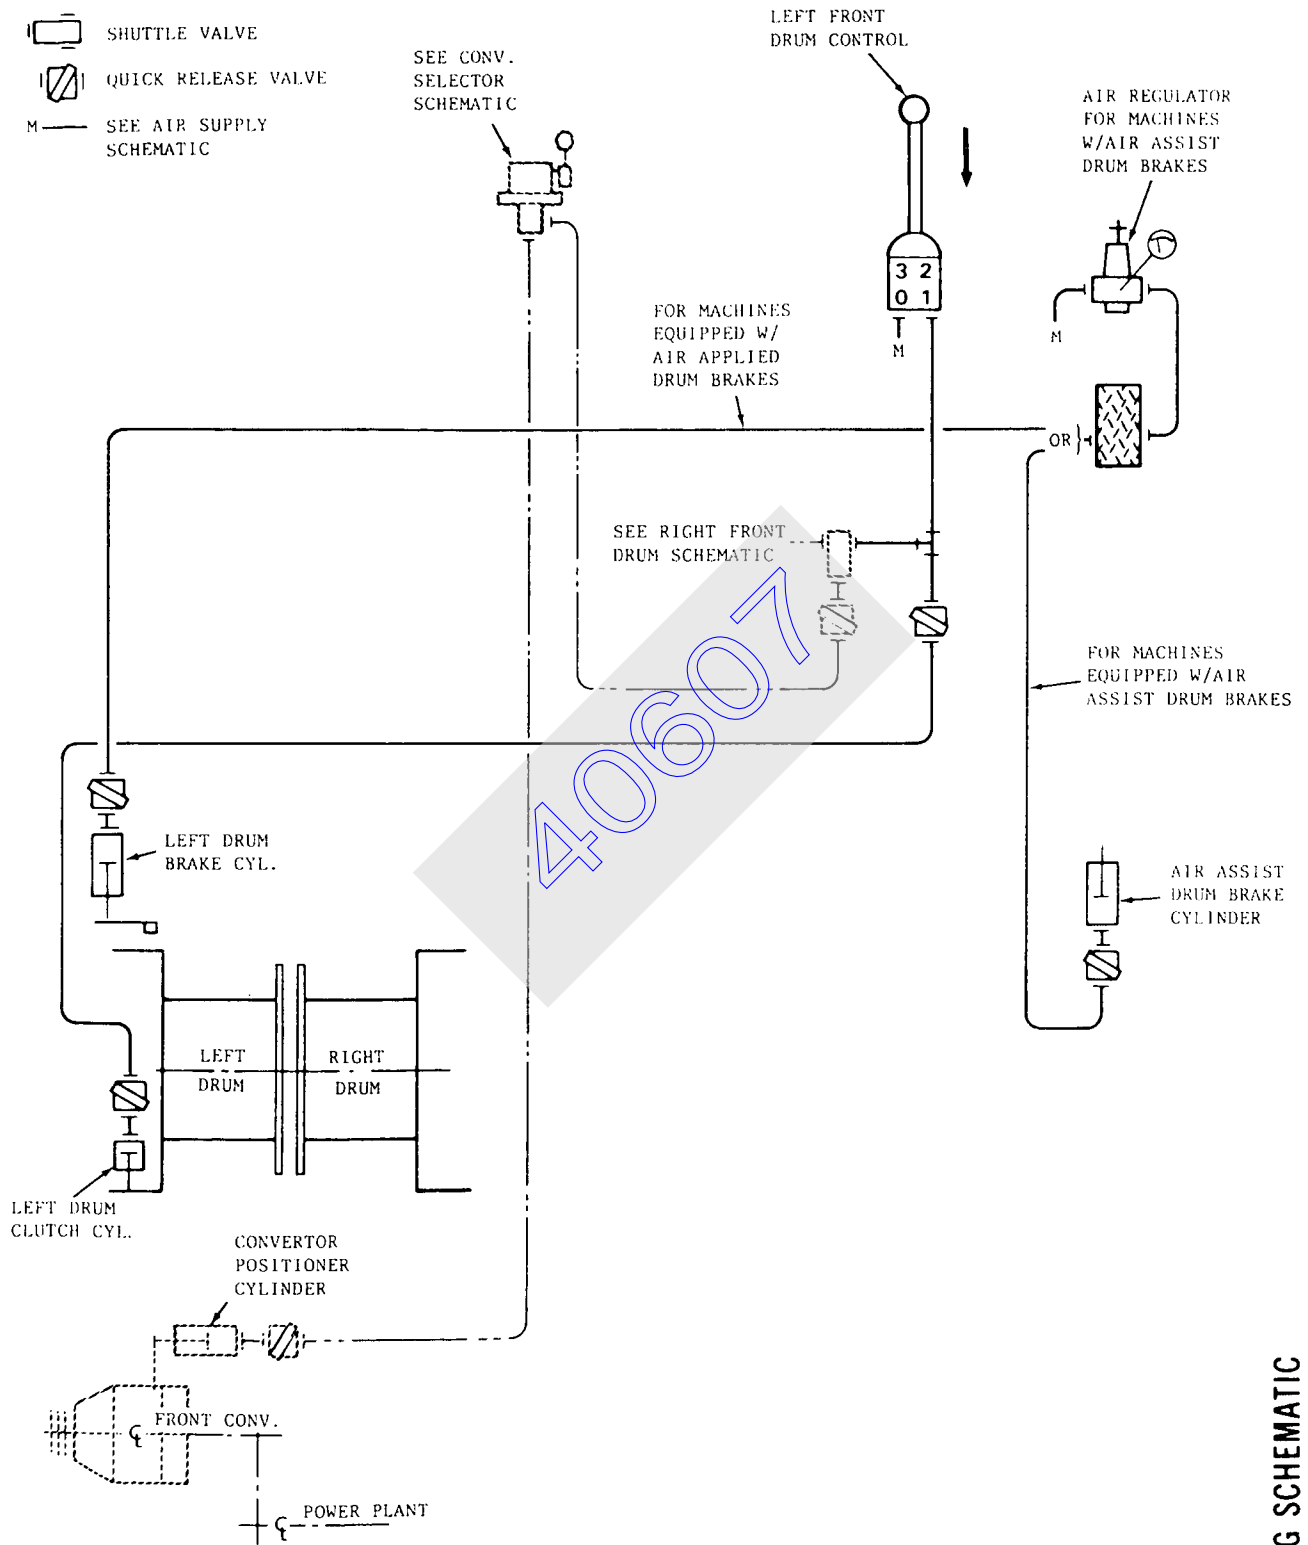 SHUTTLE VALVE
QUICK RELEASE VALVE
M
SEE AIR SUPPLY
SCHEMATIC
SEE CONV.
SELECTOR
SCHEMATIC
LEFT FRONT
DRUM CONTROL
AIR REGULATOR
FOR MACHINES
W/AIR ASSIST
DRUM BRAKES
3 2
0 1
M
M
FOR MACHINES
EQUIPPED W/
AIR APPLIED
DRUM BRAKES
OR}
SEE RIGHT FRONT
DRUM SCHEMATIC
40607
FOR MACHINES
EQUIPPED W/AIR
ASSIST DRUM BRAKES
LEFT DRUM
BRAKE CYL.
AIR ASSIST
DRUM BRAKE
CYLINDER
LEFT
DRUM
RIGHT
DRUM
LEFT DRUM
CLUTCH CYL.
CONVERTOR
POSITIONER
CYLINDER
℄ FRONT CONV.
℄ POWER PLANT
G SCHEMATIC